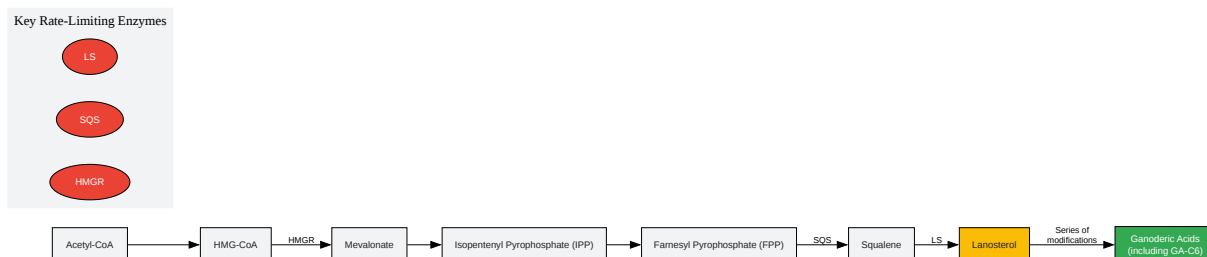 Key Rate-Limiting Enzymes
LS
SQS
HMGR
Acetyl-CoA
HMG-CoA
HMGR
Mevalonate
Isopentenyl Pyrophosphate (IPP)
Farnesyl Pyrophosphate (FPP)
SQS
Squalene
LS
Lanosterol
Series of
modifications
Ganoderic Acids
(including GA-C6)